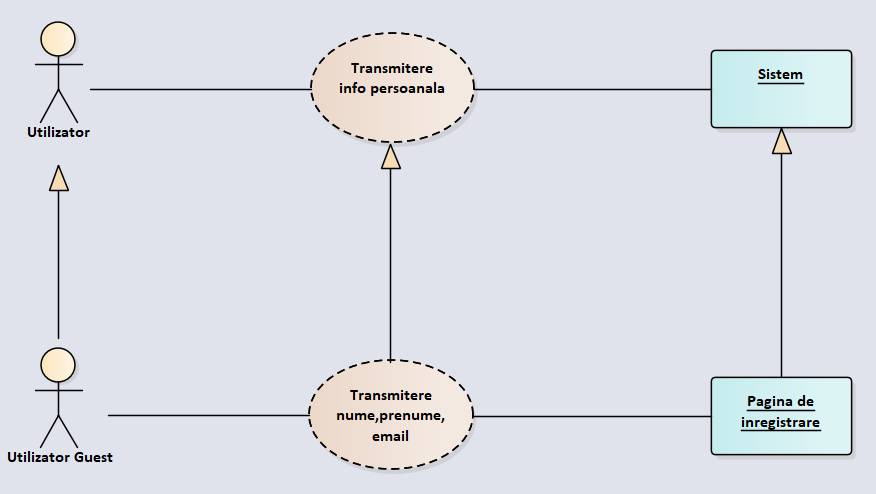 Transmitere
info persoanala
Sistem
Utilizator
Transmitere
nume,prenume,
email
Pagina de
inregistrare
Utilizator Guest